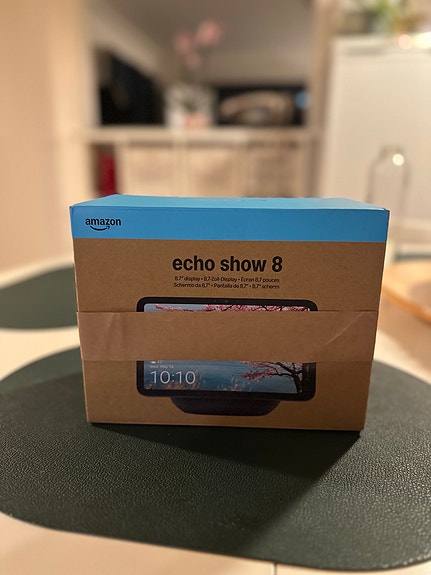 amazon
echo show 8
8.7" display • 8,7-Zoll-Display • Écran 8,7 pouces
Schermo da 8,7" • Pantalla de 8,7" • 8,7" scherm
10:10